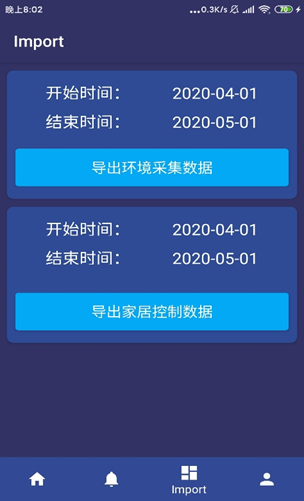 晚上8:02
...0.3K/s
70
Import
开始时间：
2020-04-01
结束时间：
2020-05-01
导出环境采集数据
开始时间：
2020-04-01
结束时间：
2020-05-01
导出家居控制数据
Import